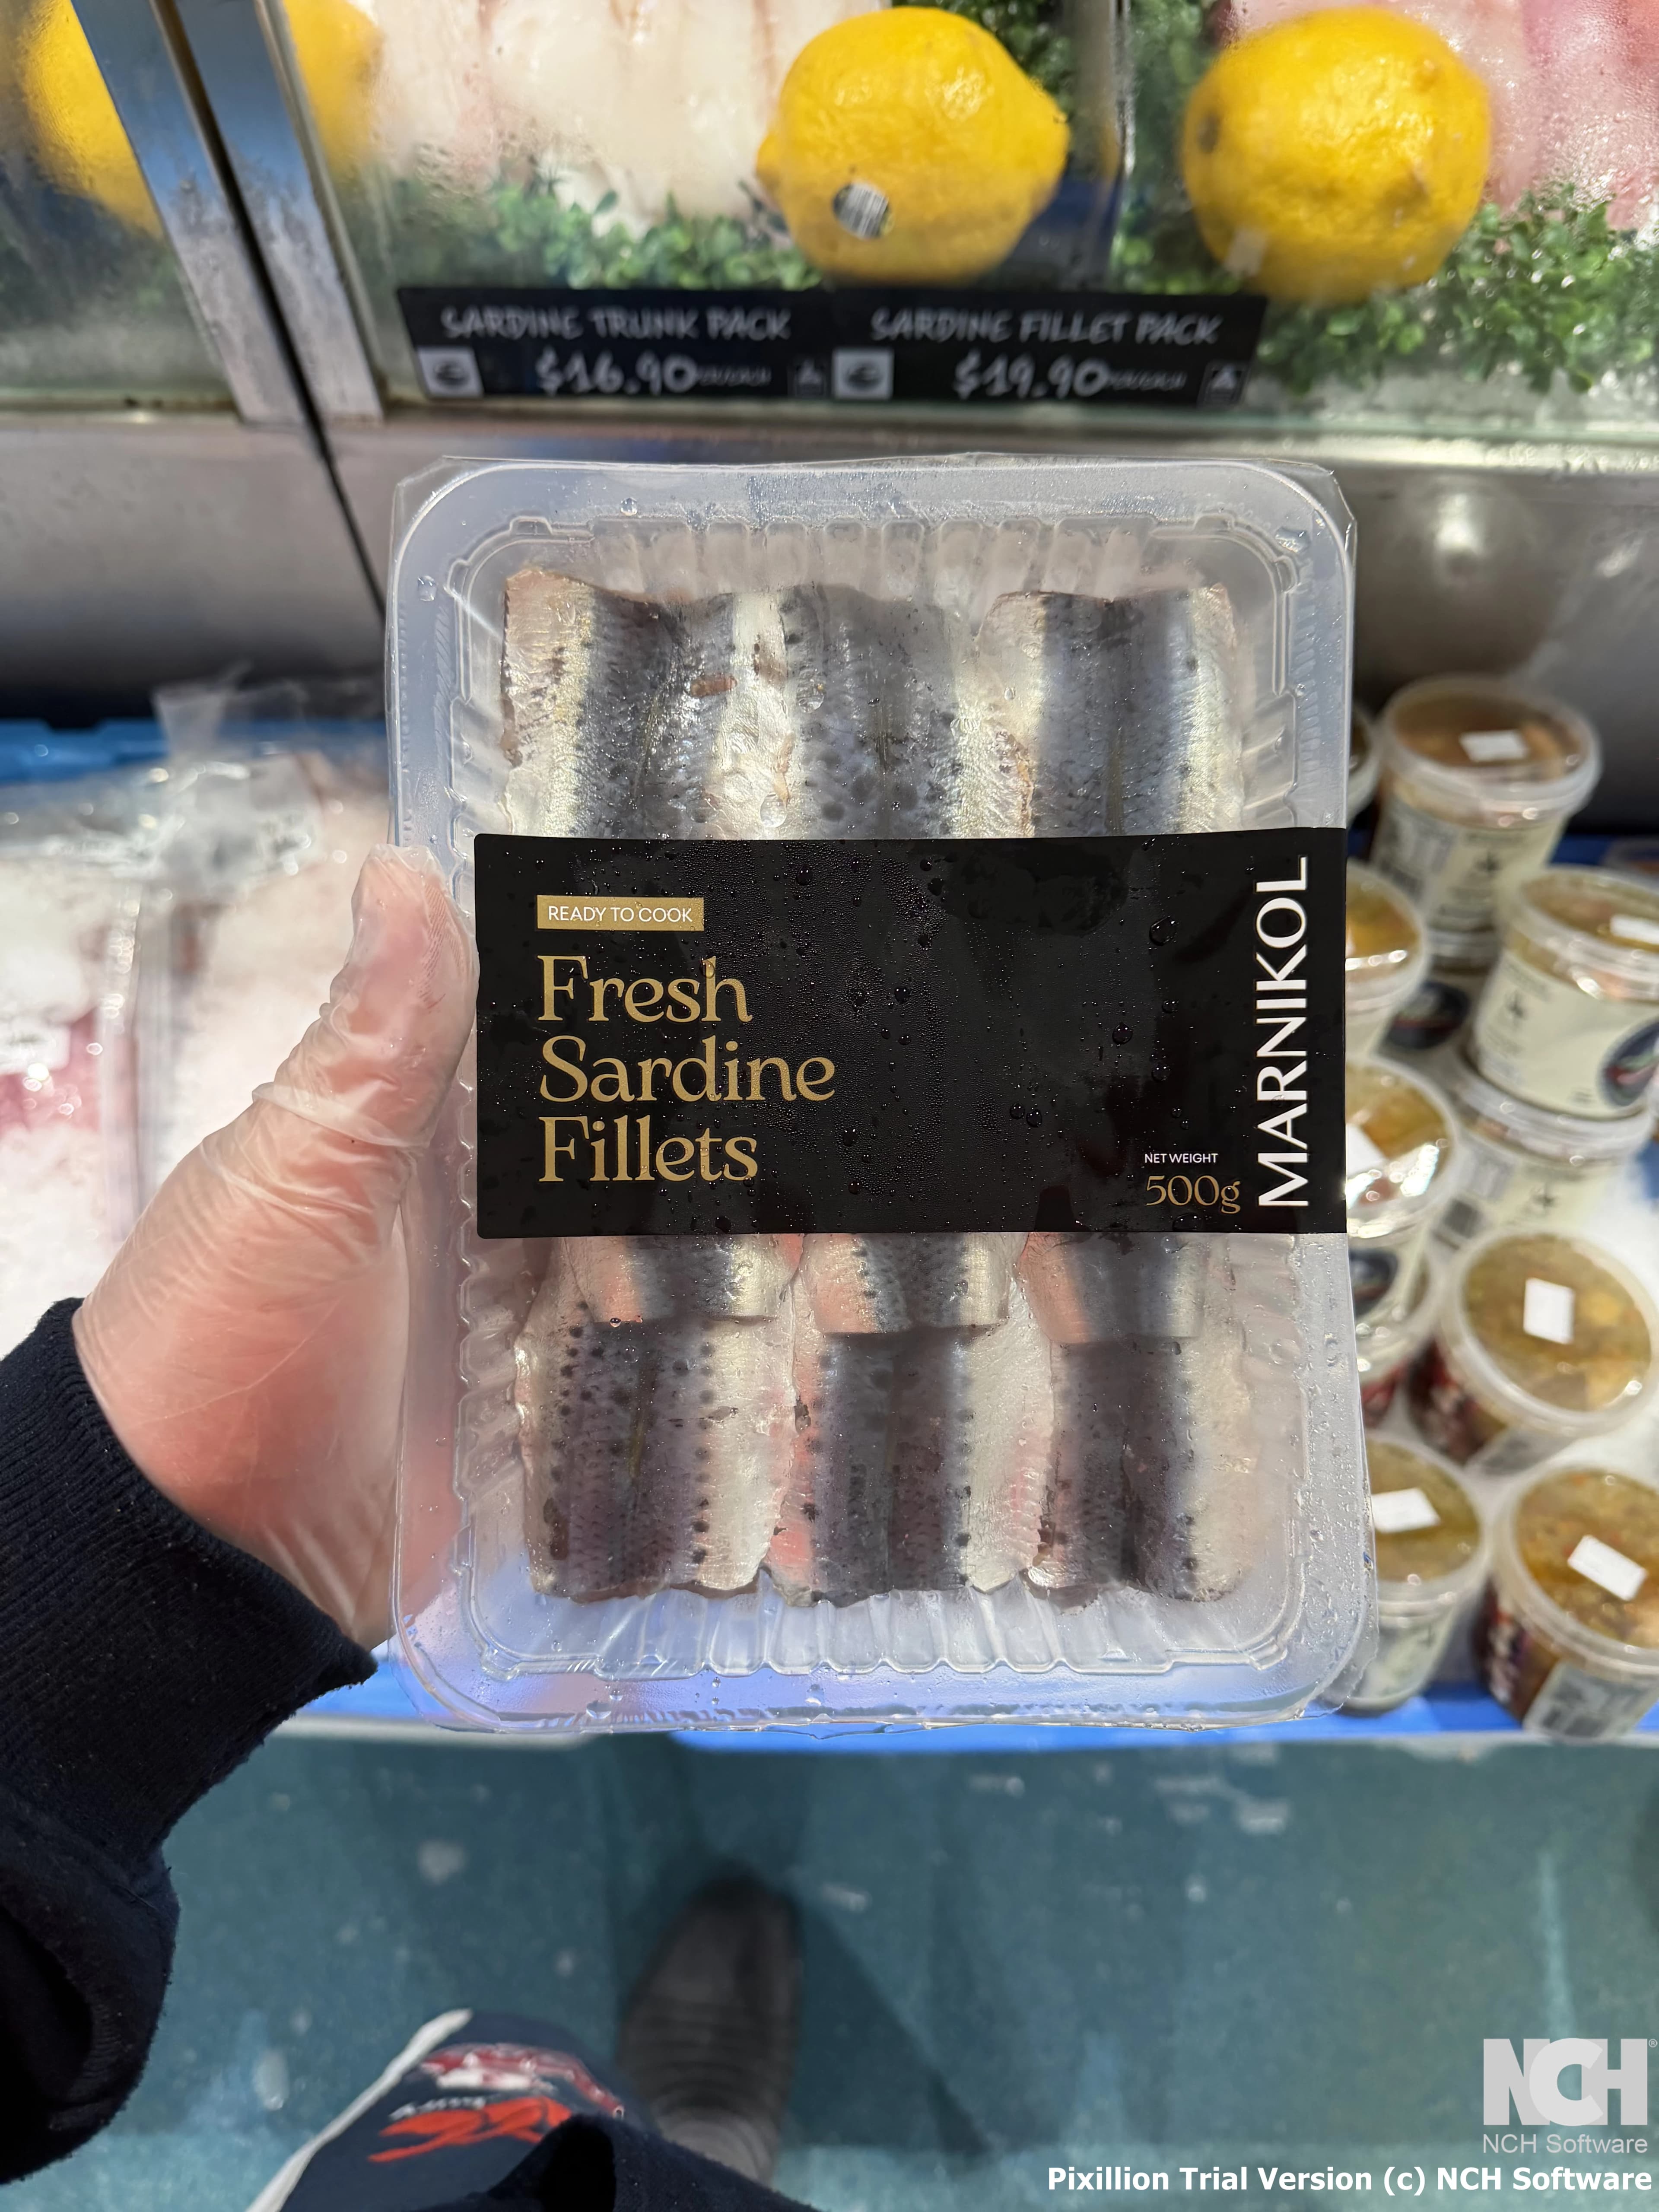 SARDINE TRUNK PACK
$16.90
SARDINE FILLET PACK
$19.90
READY TO COOK
Fresh
Sardine
Fillets
NET WEIGHT
500g
MARNIKOL
NCH®
NCH Software
Pixillion Trial Version (c) NCH Software